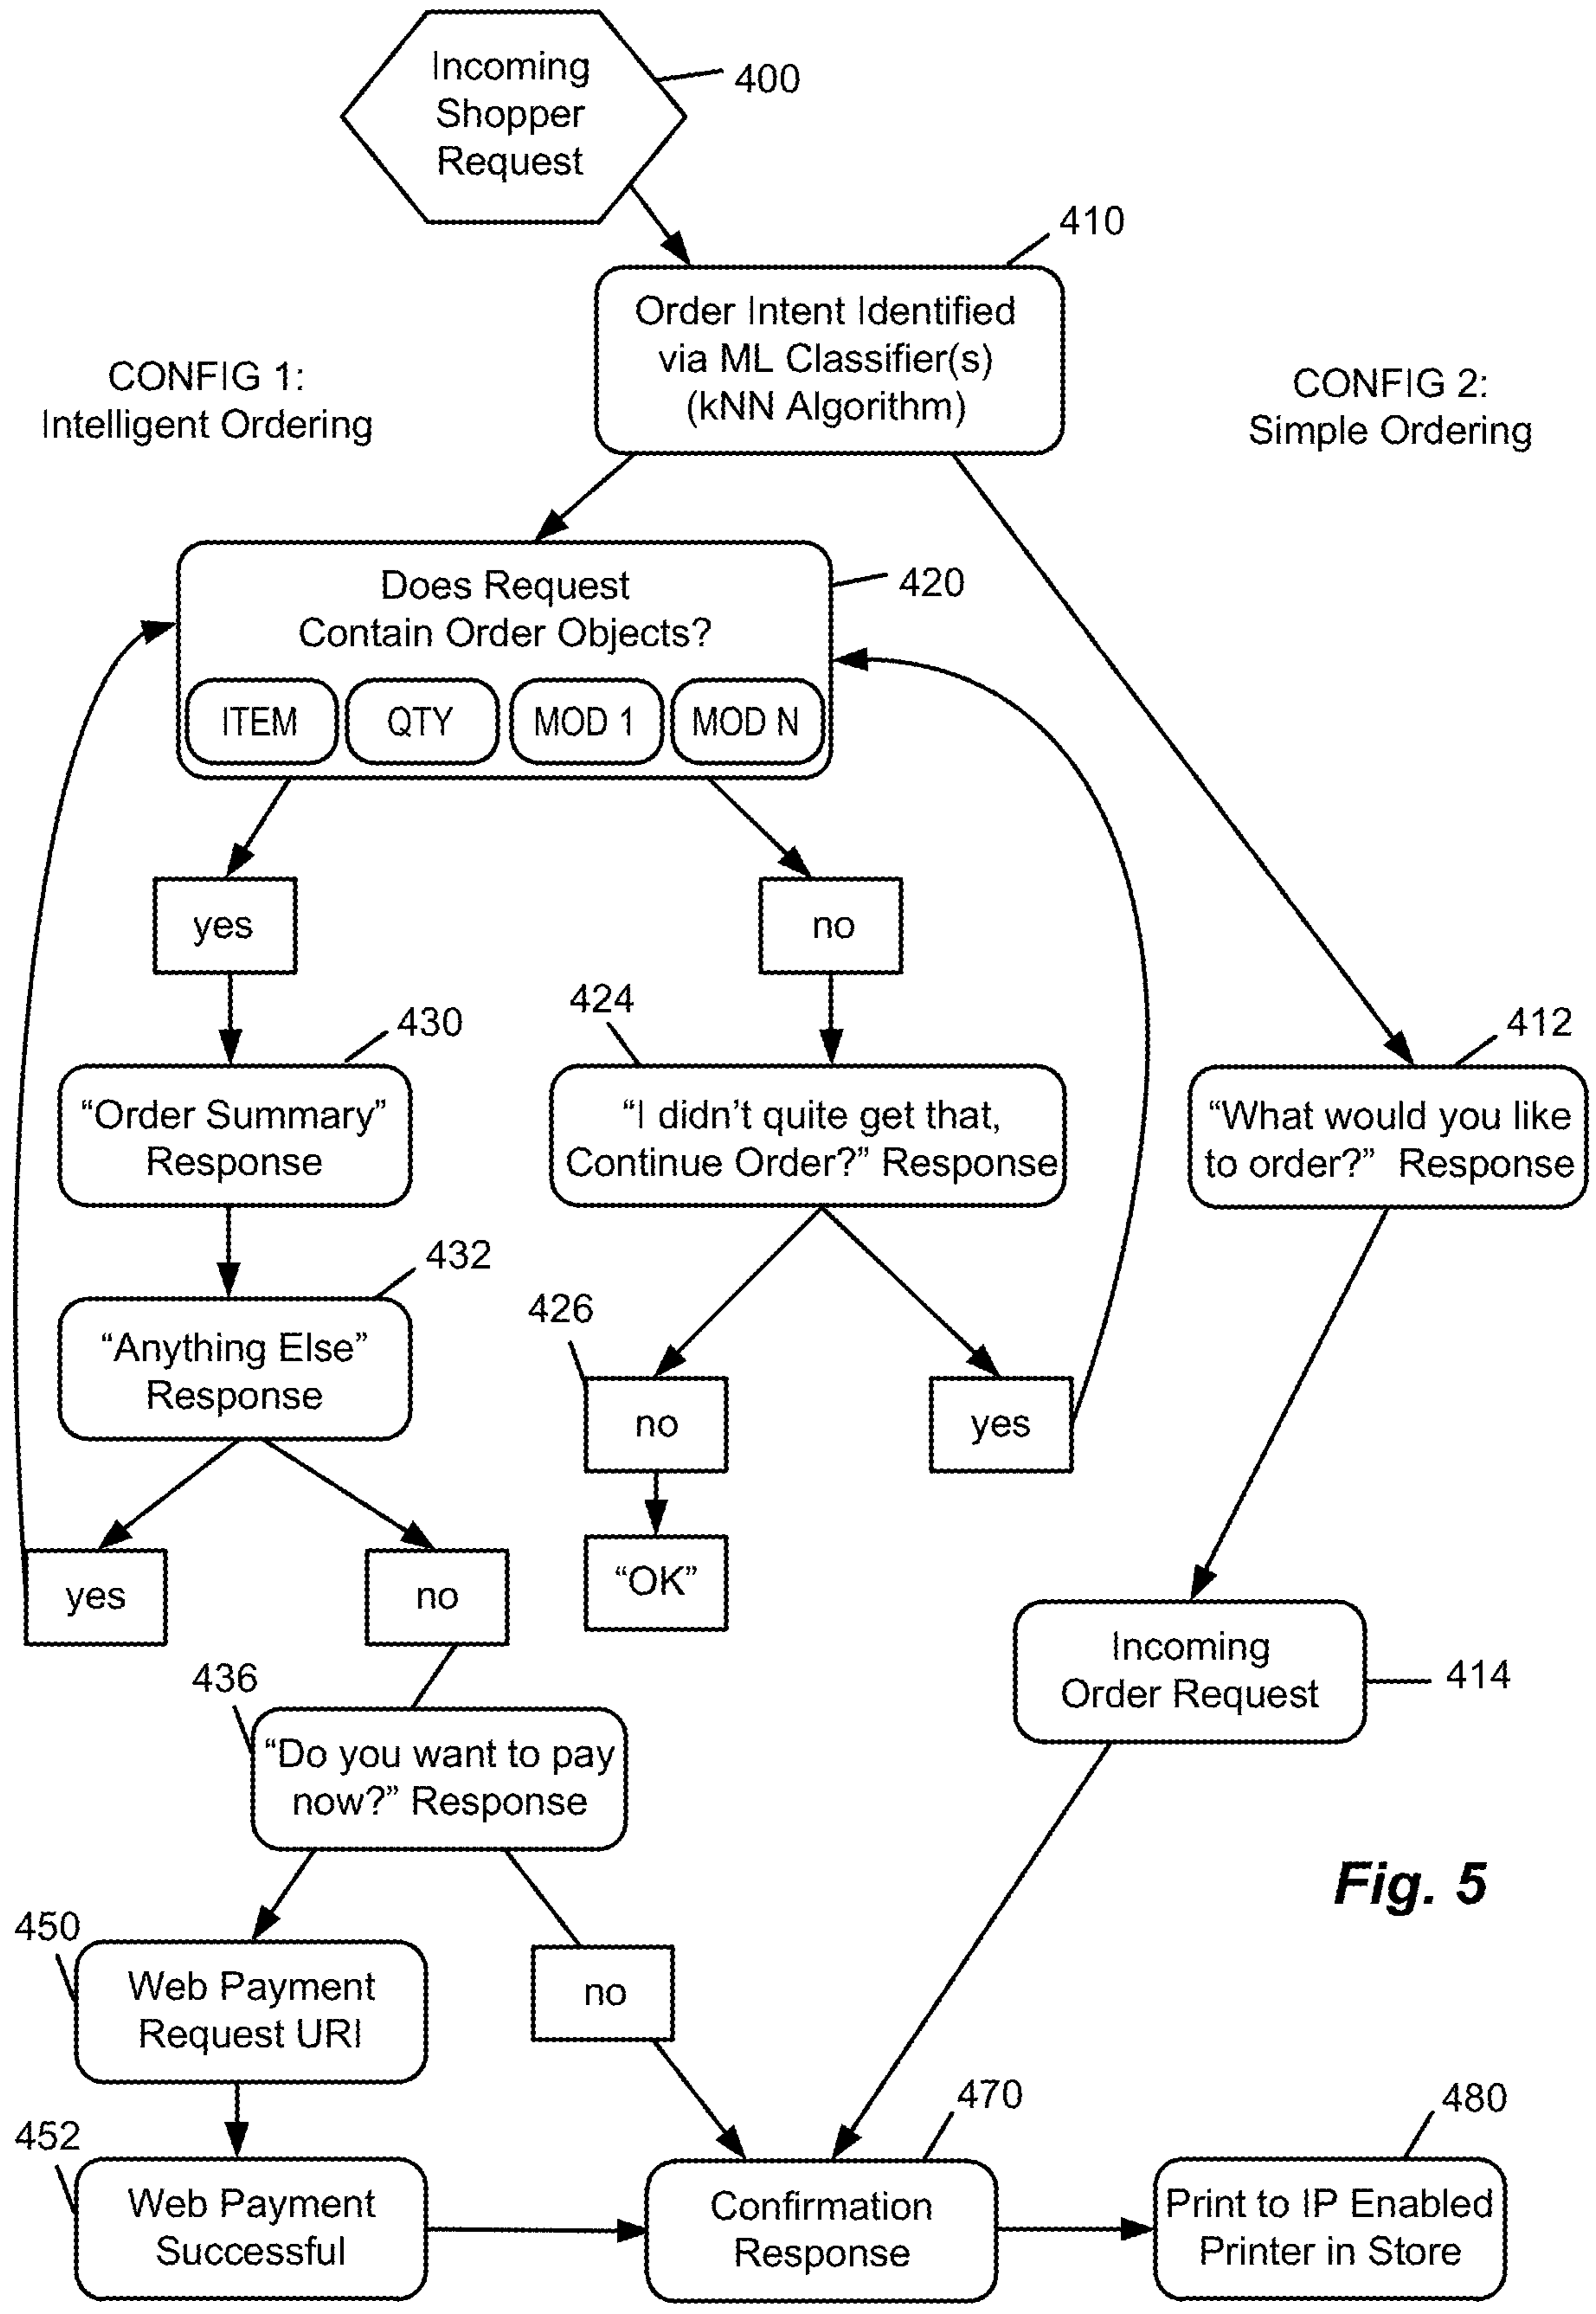 Incoming
Shopper
Request
400
410
Order Intent Identified
via ML Classifier(s)
(kNN Algorithm)
CONFIG 1:
Intelligent Ordering
CONFIG 2:
Simple Ordering
Does Request
Contain Order Objects?
420
ITEM
QTY
MOD 1
MOD N
yes
no
430
424
412
“Order Summary”
Response
“I didn’t quite get that,
Continue Order?” Response
“What would you like
to order?” Response
432
“Anything Else”
Response
426
no
yes
yes
no
“OK”
Incoming
Order Request
414
436
“Do you want to pay
now?” Response
Fig. 5
450
Web Payment
Request URI
no
452
Web Payment
Successful
470
Confirmation
Response
480
Print to IP Enabled
Printer in Store